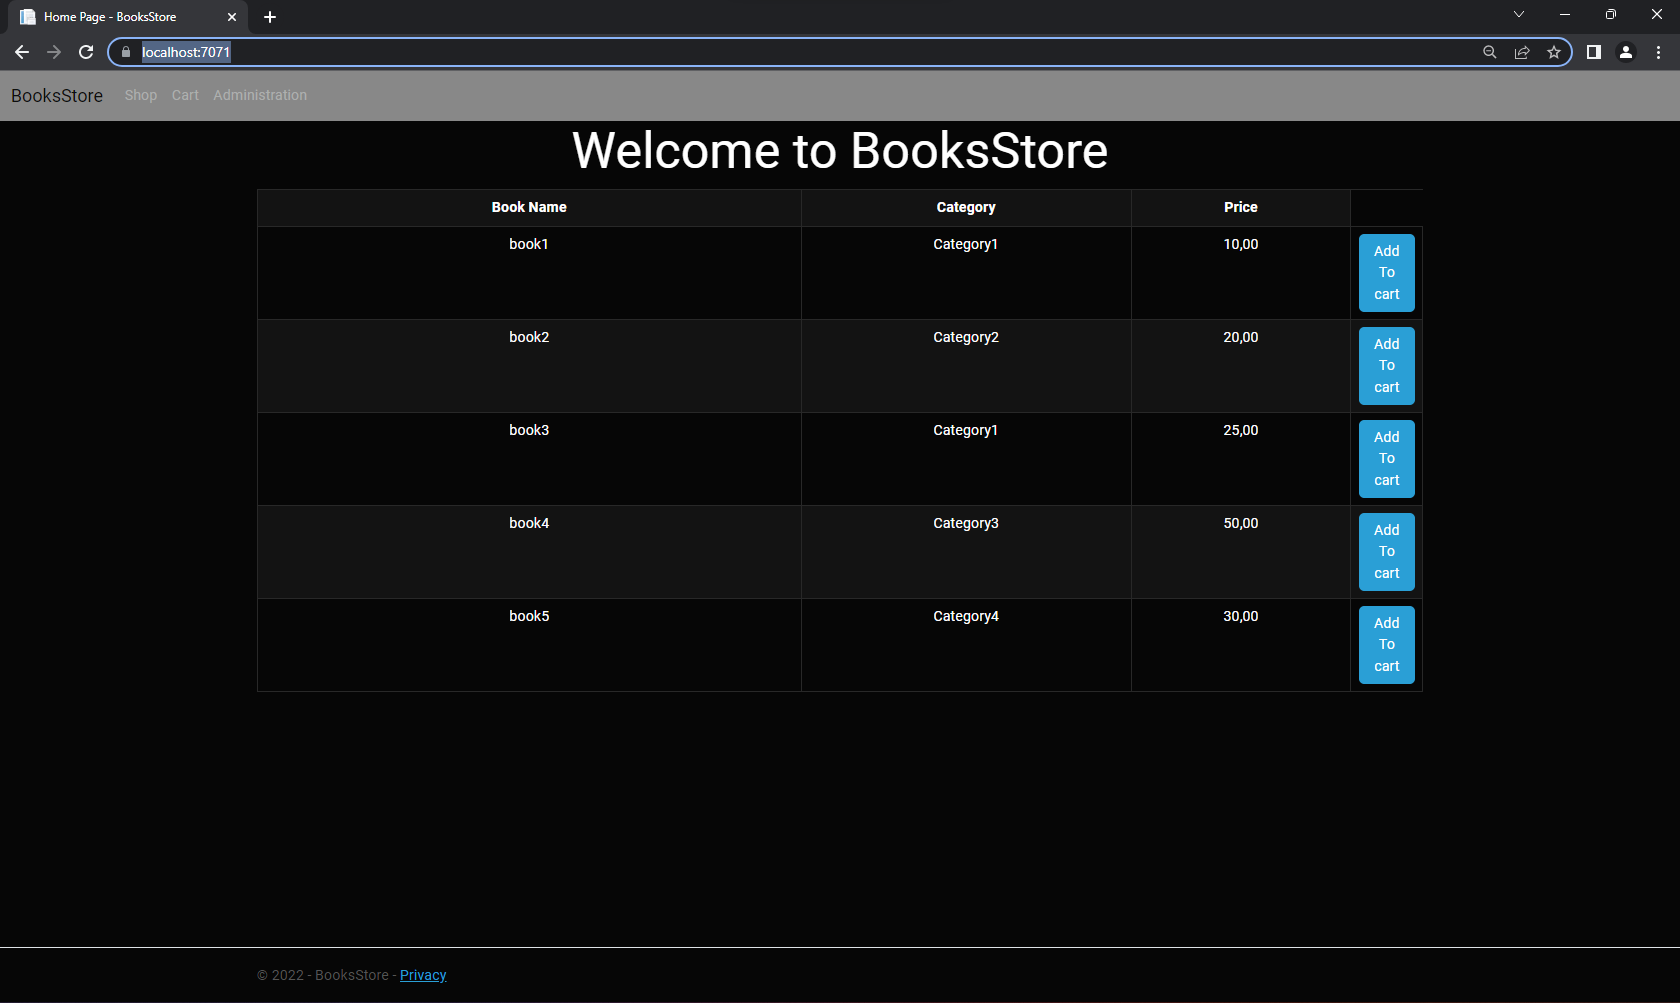 Home Page - BooksStore
localhost:7071
BooksStore Shop Cart Administration
Welcome to BooksStore
Book Name Category Price
book1 Category1 10,00 Add
To
cart
book2 Category2 20,00 Add
To
cart
book3 Category1 25,00 Add
To
cart
book4 Category3 50,00 Add
To
cart
book5 Category4 30,00 Add
To
cart
© 2022 - BooksStore - Privacy